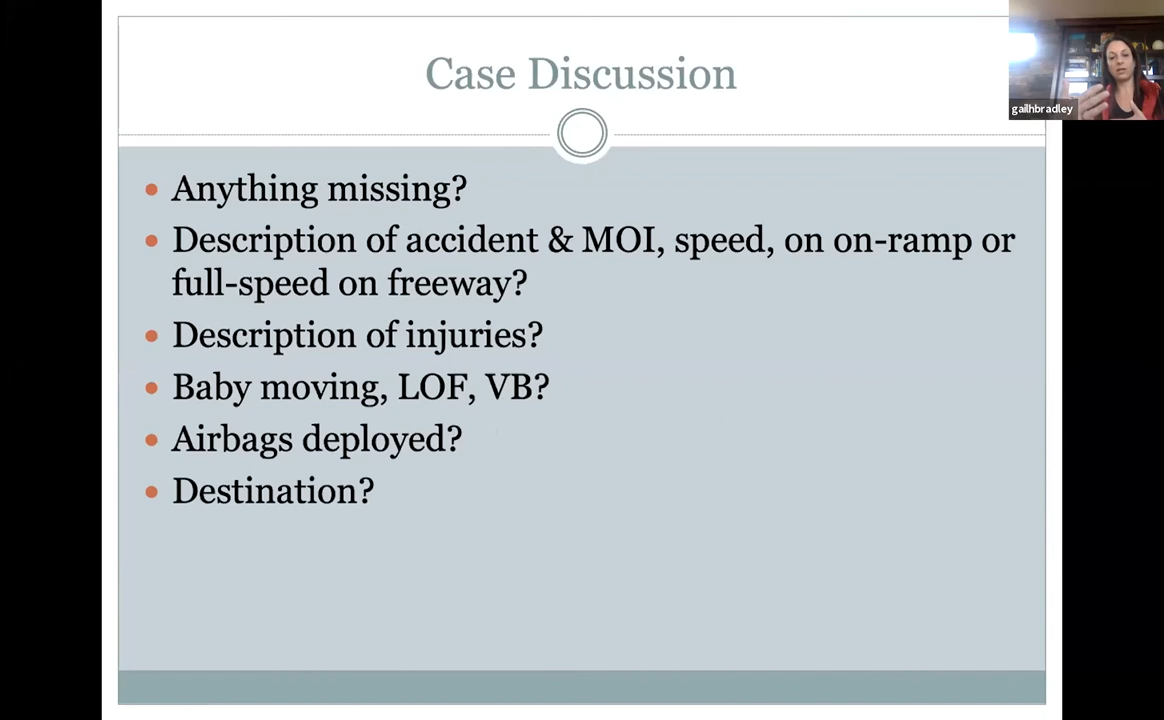 Case Discussion
gailhbradley
Anything missing?
Description of accident & MOI, speed, on on-ramp or
full-speed on freeway?
Description of injuries?
Baby moving, LOF, VB?
Airbags deployed?
Destination?